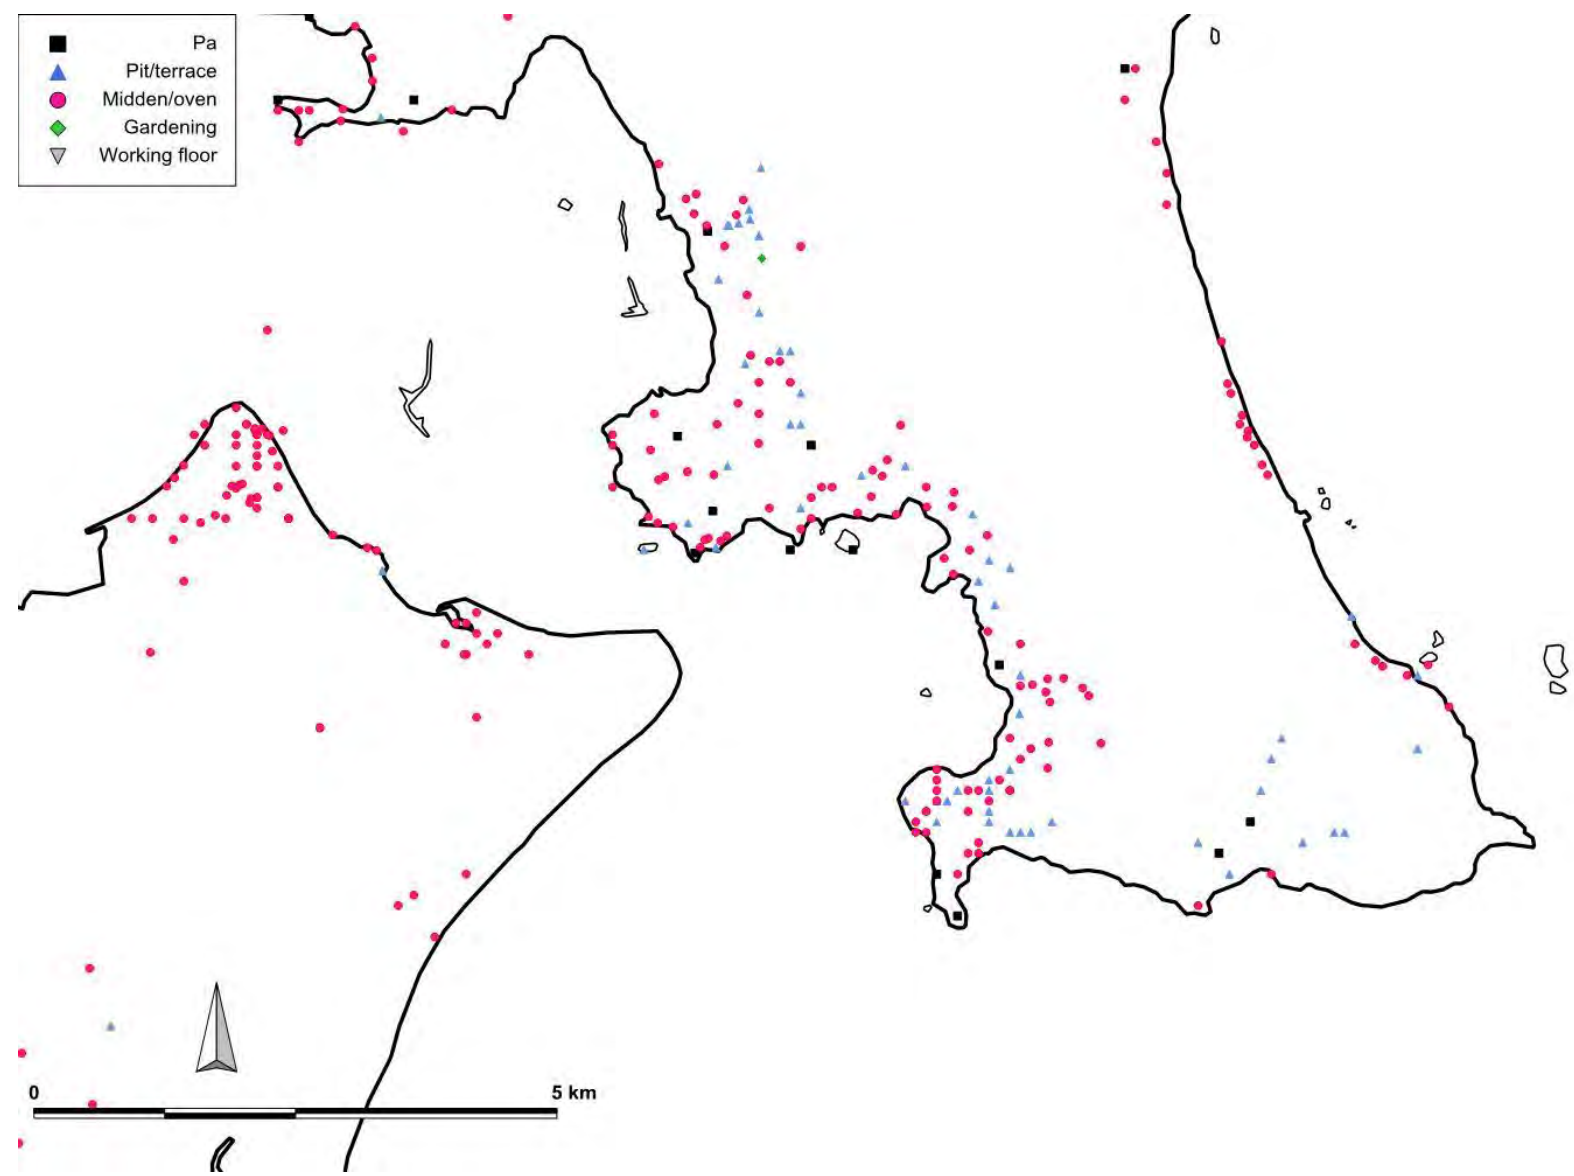 Pa
Pit/terrace
Midden/oven
Gardening
Working floor
0 5 km